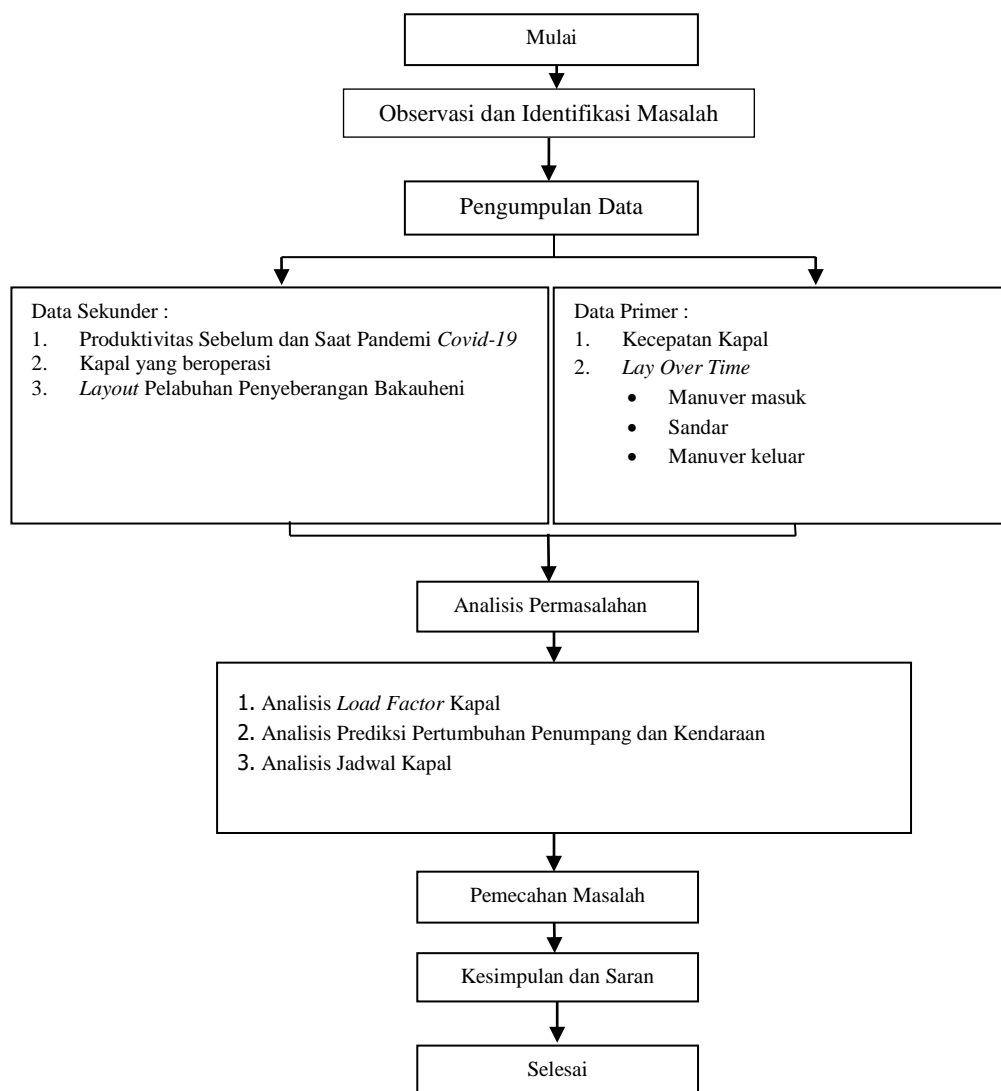 Mulai
Observasi dan Identifikasi Masalah
Pengumpulan Data
Data Sekunder :
1. Produktivitas Sebelum dan Saat Pandemi Covid-19
2. Kapal yang beroperasi
3. Layout Pelabuhan Penyeberangan Bakauheni
Data Primer :
1. Kecepatan Kapal
2. Lay Over Time
• Manuver masuk
• Sandar
• Manuver keluar
Analisis Permasalahan
1. Analisis Load Factor Kapal
2. Analisis Prediksi Pertumbuhan Penumpang dan Kendaraan
3. Analisis Jadwal Kapal
Pemecahan Masalah
Kesimpulan dan Saran
Selesai